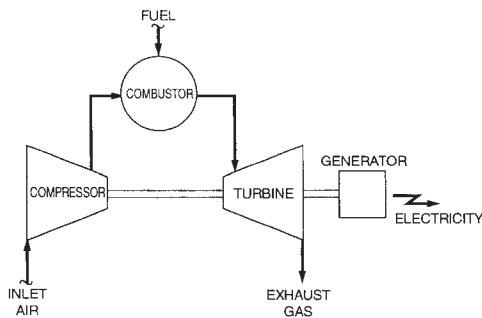 FUEL
COMBUSTOR
COMPRESSOR
TURBINE
GENERATOR
ELECTRICITY
INLET
AIR
EXHAUST
GAS